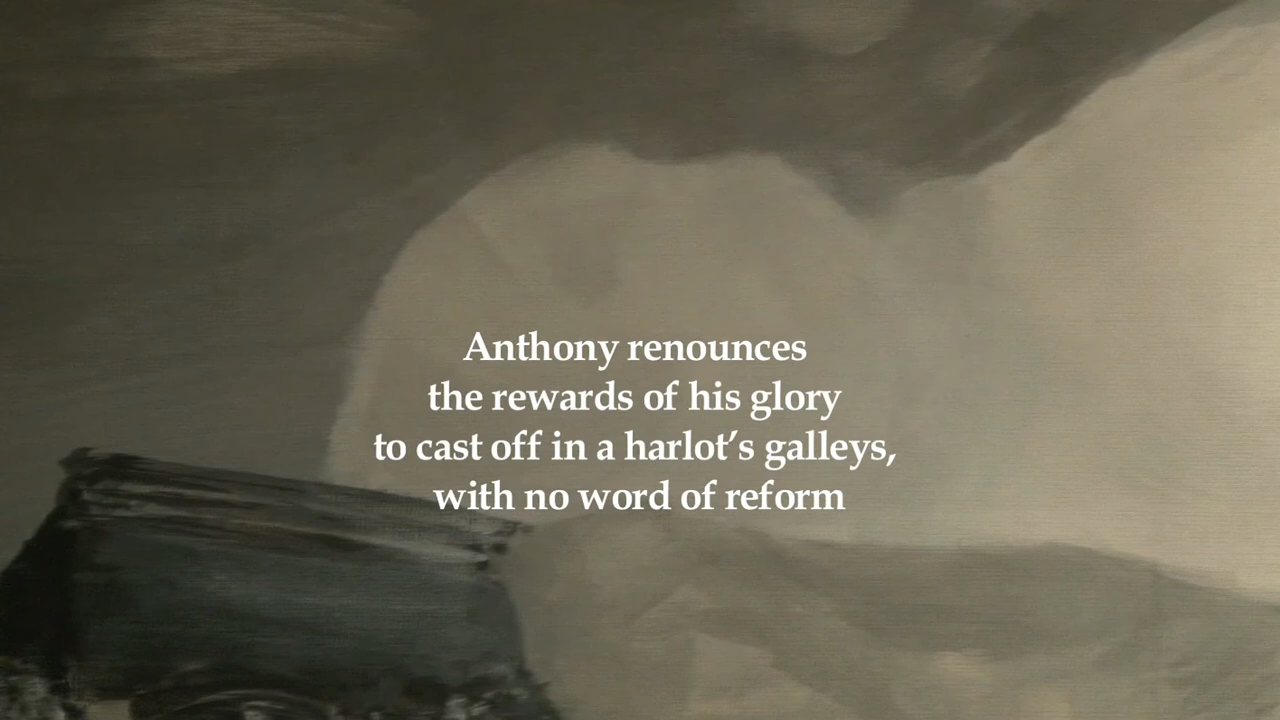 Anthony renounces
the rewards of his glory
to cast off in a harlot’s galleys,
with no word of reform